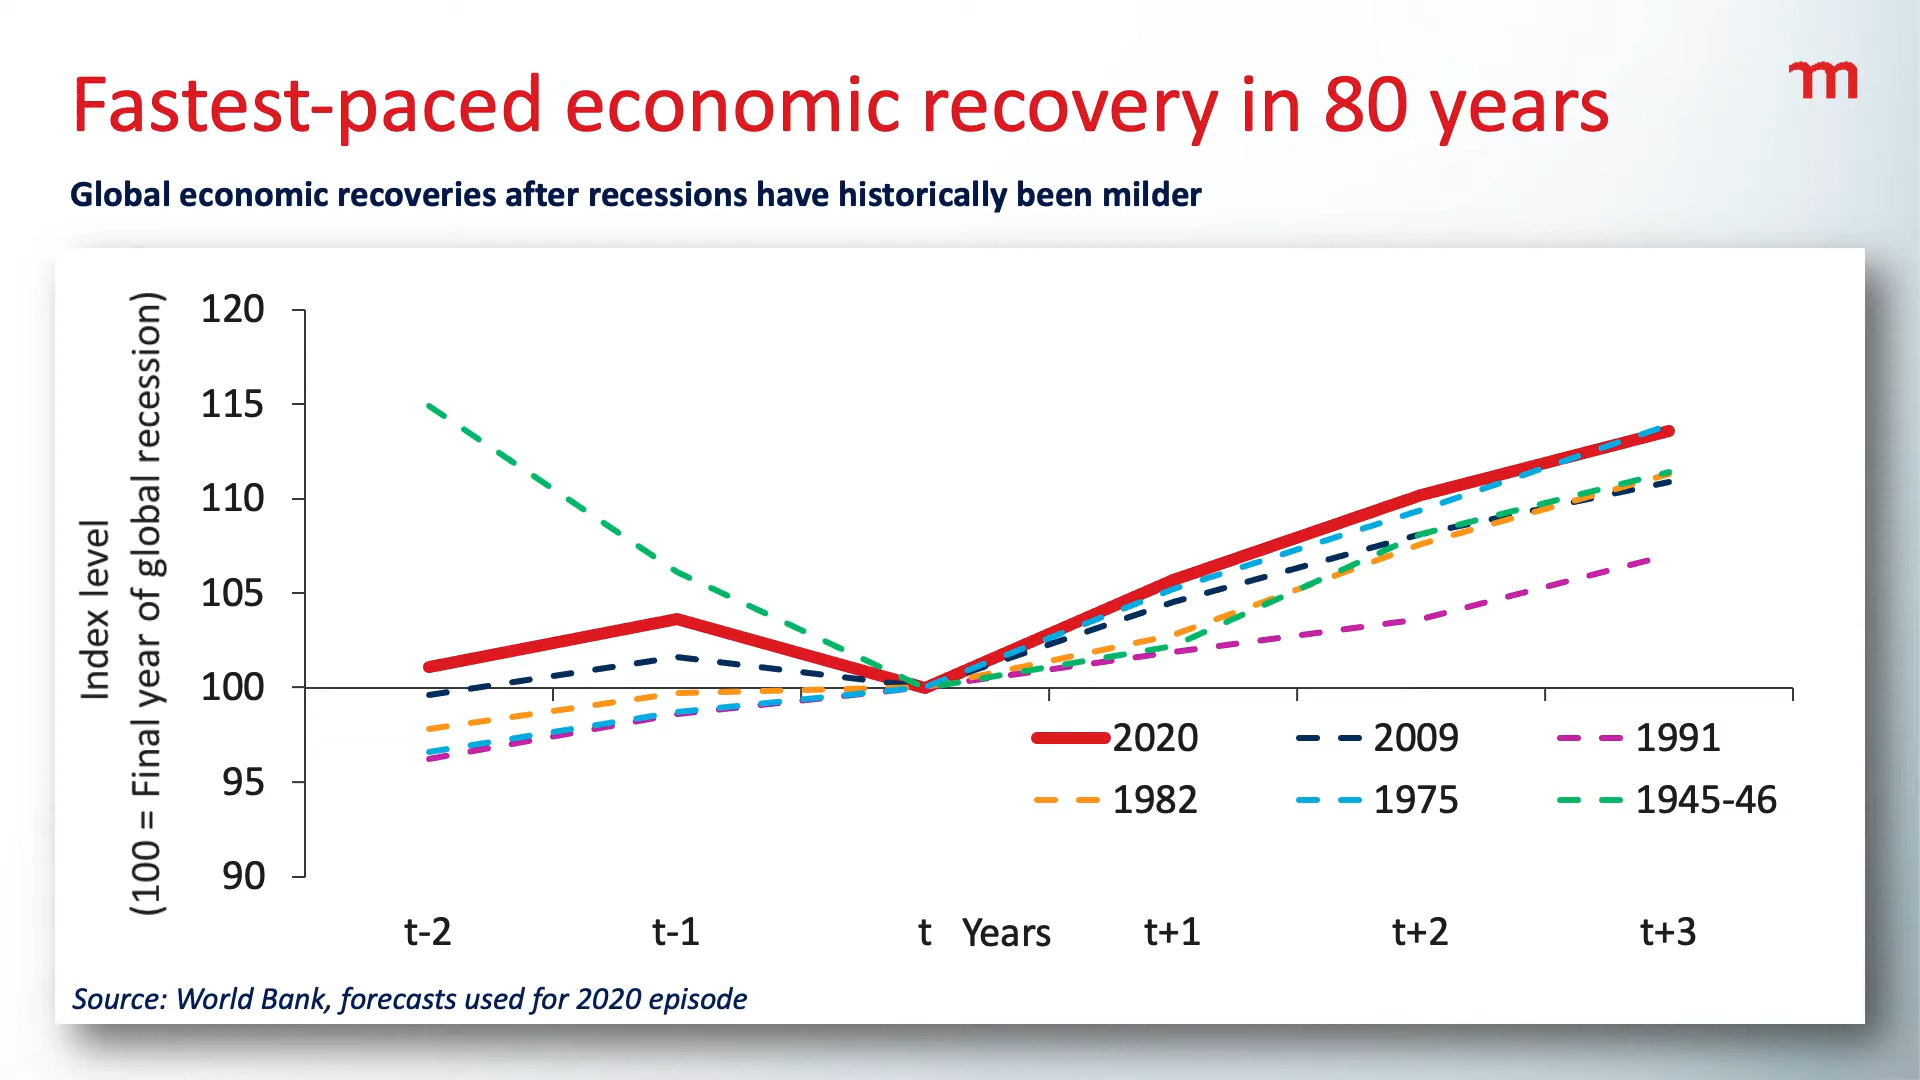 Fastest-paced economic recovery in 80 years
m
Global economic recoveries after recessions have historically been milder
Index level
(100 = Final year of global recession)
120
115
110
105
100
95
90
2020
2009
1991
1982
1975
1945-46
t-2
t-1
t
Years
t+1
t+2
t+3
Source: World Bank, forecasts used for 2020 episode